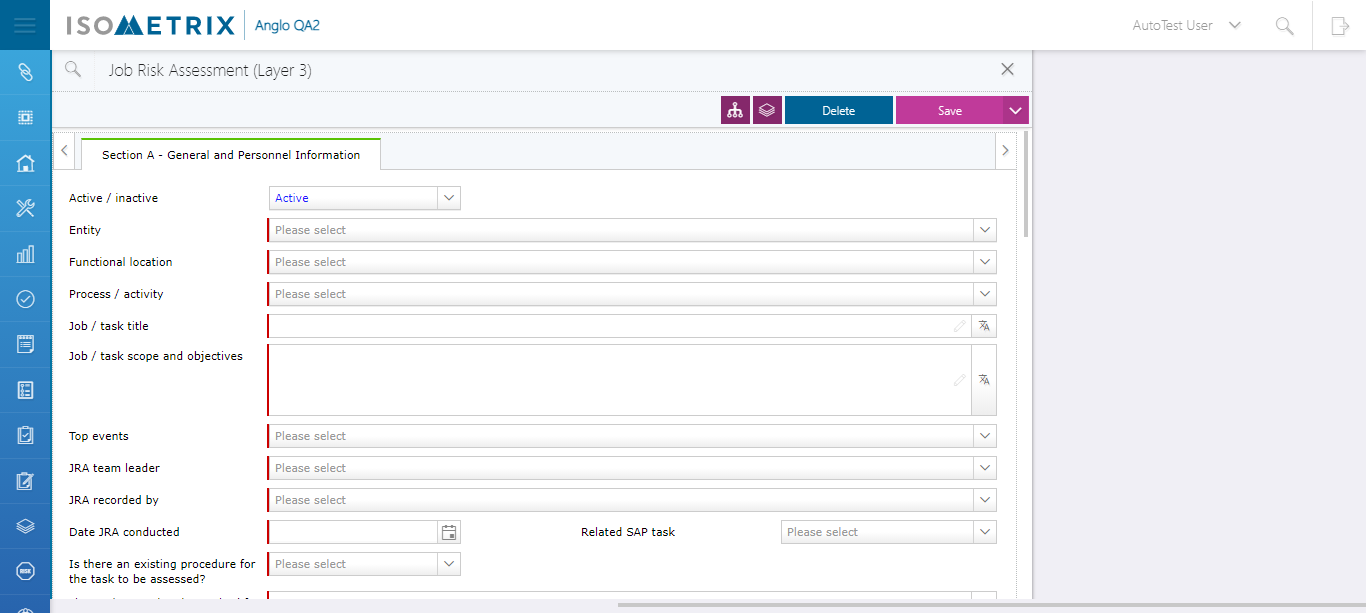 ISOMETRIX Anglo QA2 AutoTest User
Job Risk Assessment (Layer 3)
Delete Save
Section A - General and Personnel Information
Active / inactive Active
Entity Please select
Functional location Please select
Process / activity Please select
Job / task title
Job / task scope and objectives
Top events Please select
JRA team leader Please select
JRA recorded by Please select
Date JRA conducted Related SAP task Please select
Is there an existing procedure for Please select
the task to be assessed?